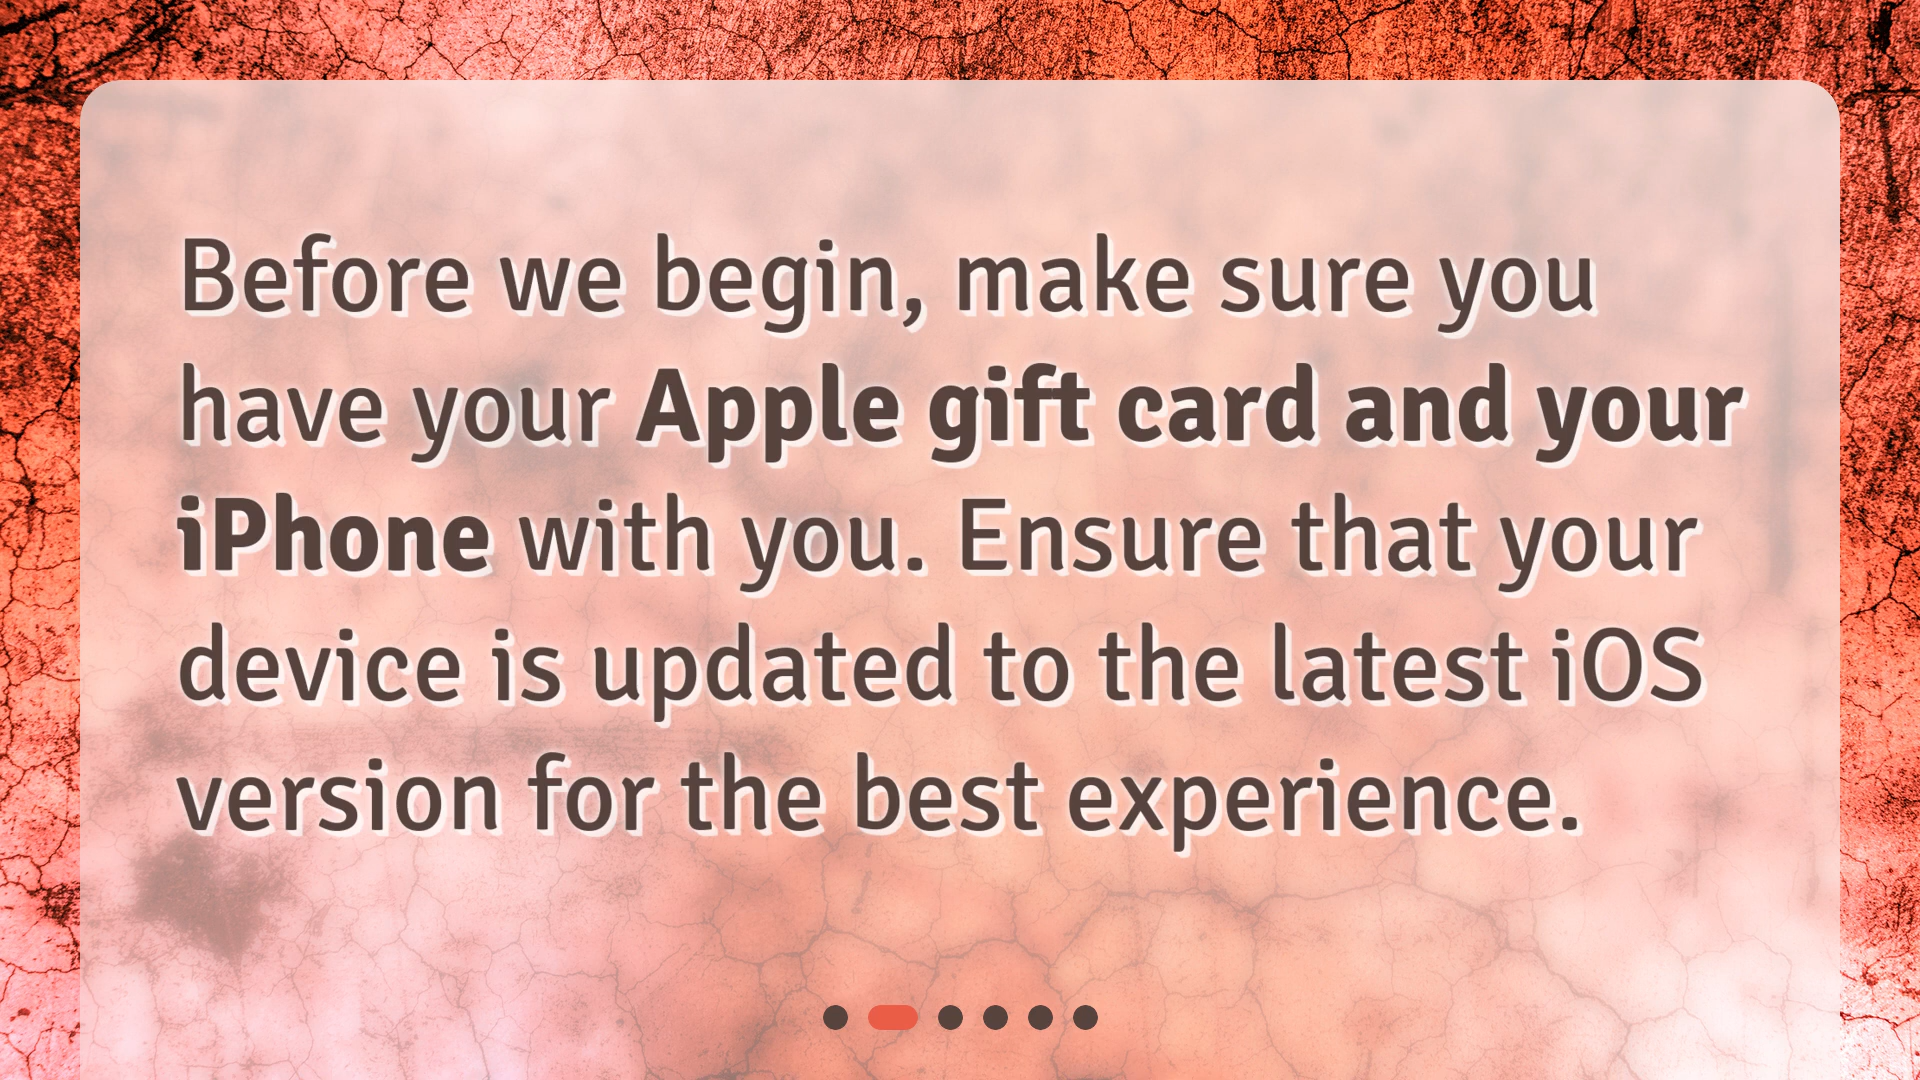 Before we begin, make sure you
have your Apple gift card and your
iPhone with you. Ensure that your
device is updated to the latest iOS
version for the best experience.